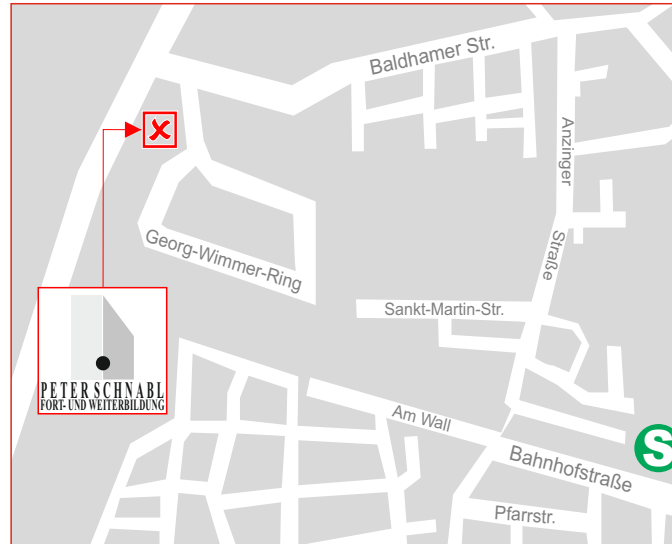 Baldhamer Str.
Anzinger
Straße
Georg-Wimmer-Ring
Sankt-Martin-Str.
PETER SCHNABL
FORT- UND WEITERBILDUNG
Am Wall
Bahnhofstraße
S
Pfarrstr.